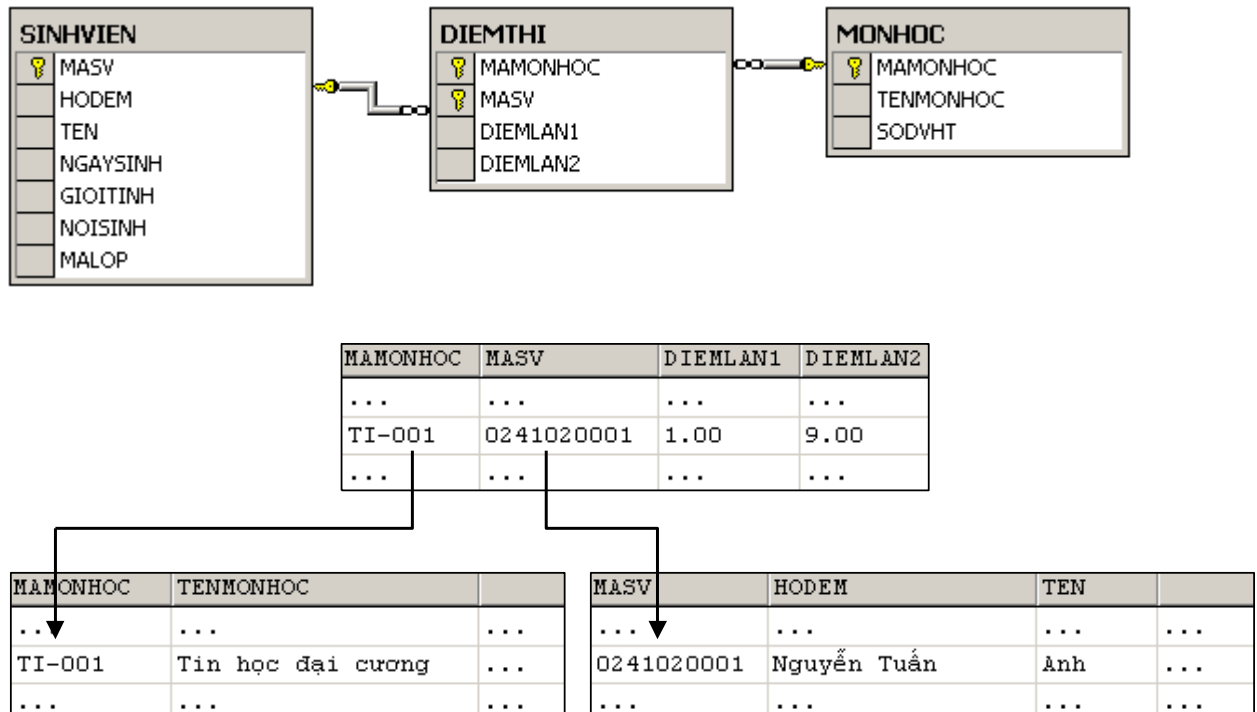 SINHVIEN
MASV
HODEM
TEN
NGAYSINH
GIOITINH
NOISINH
MALOP
DIEMTHI
MAMONHOC
MASV
DIEMLAN1
DIEMLAN2
MONHOC
MAMONHOC
TENMONHOC
SODVHT
MAMONHOC MASV DIEMLAN1 DIEMLAN2
... ... ... ...
TI-001 0241020001 1.00 9.00
... ... ... ...
MAMONHOC TENMONHOC
... ... ...
TI-001 Tin học đại cương ...
... ... ...
MASV HODEM TEN
... ... ... ...
0241020001 Nguyễn Tuấn Anh ...
... ... ... ...